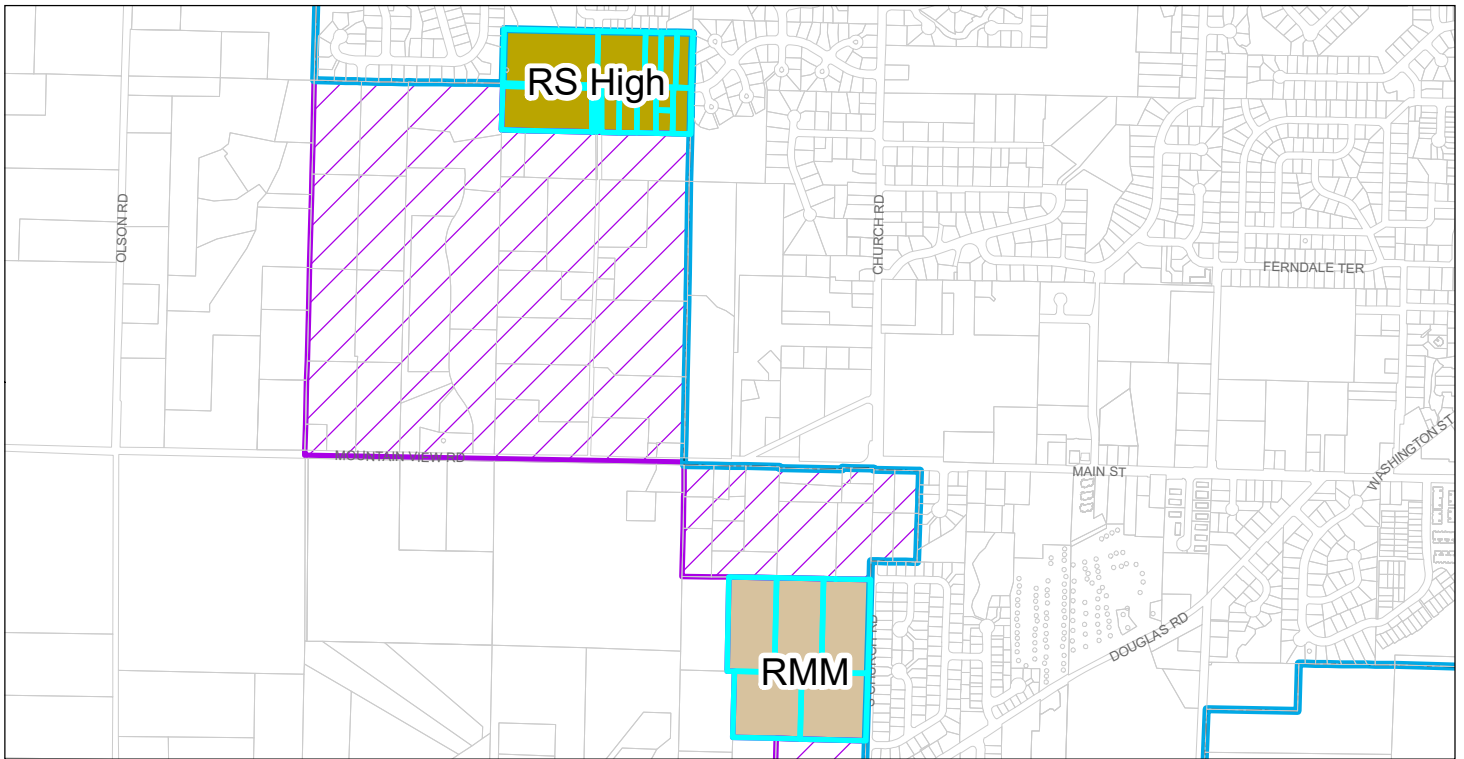 RS High
OLSON RD
CHURCH RD
FERNDALE TER
MOUNTAIN VIEW RD
MAIN ST
WASHINGTON ST
DOUGLAS RD
RMM
S CHURCH RD